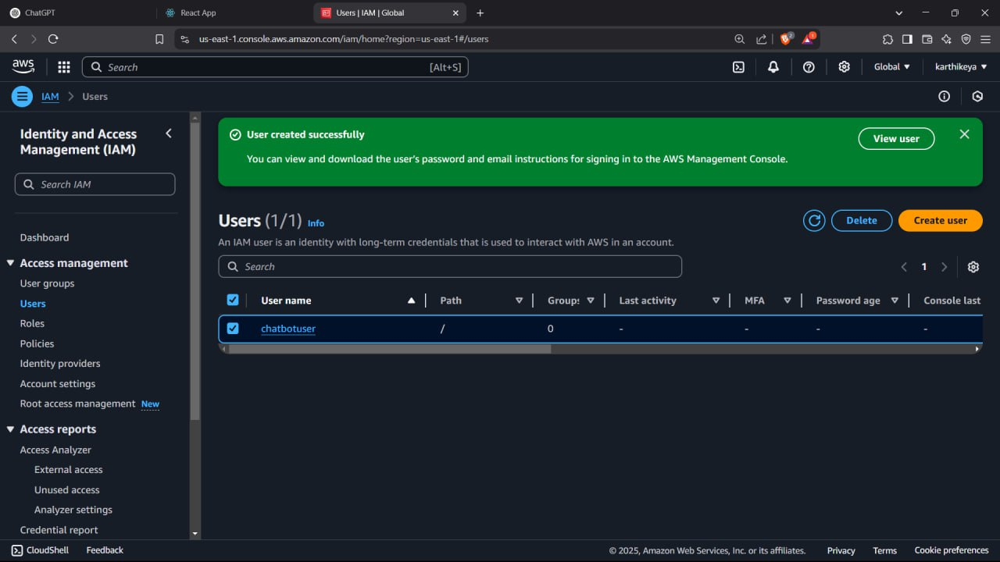 ChatGPT
React App
Users | IAM | Global
us-east-1.console.aws.amazon.com/iam/home?region=us-east-1#/users
2
1
aws
Search
[Alt+S]
Global
karthikeya
IAM
Users
Identity and Access
Management (IAM)
Search IAM
Dashboard
Access management
User groups
Users
Roles
Policies
Identity providers
Account settings
Root access management New
Access reports
Access Analyzer
External access
Unused access
Analyzer settings
Credential report
User created successfully
You can view and download the user's password and email instructions for signing in to the AWS Management Console.
View user
Users (1/1) Info
Delete
Create user
An IAM user is an identity with long-term credentials that is used to interact with AWS in an account.
Search
1
User name Path Groups Last activity MFA Password age Console last
chatbotuser / 0 - - - -
CloudShell
Feedback
© 2025, Amazon Web Services, Inc. or its affiliates.
Privacy
Terms
Cookie preferences